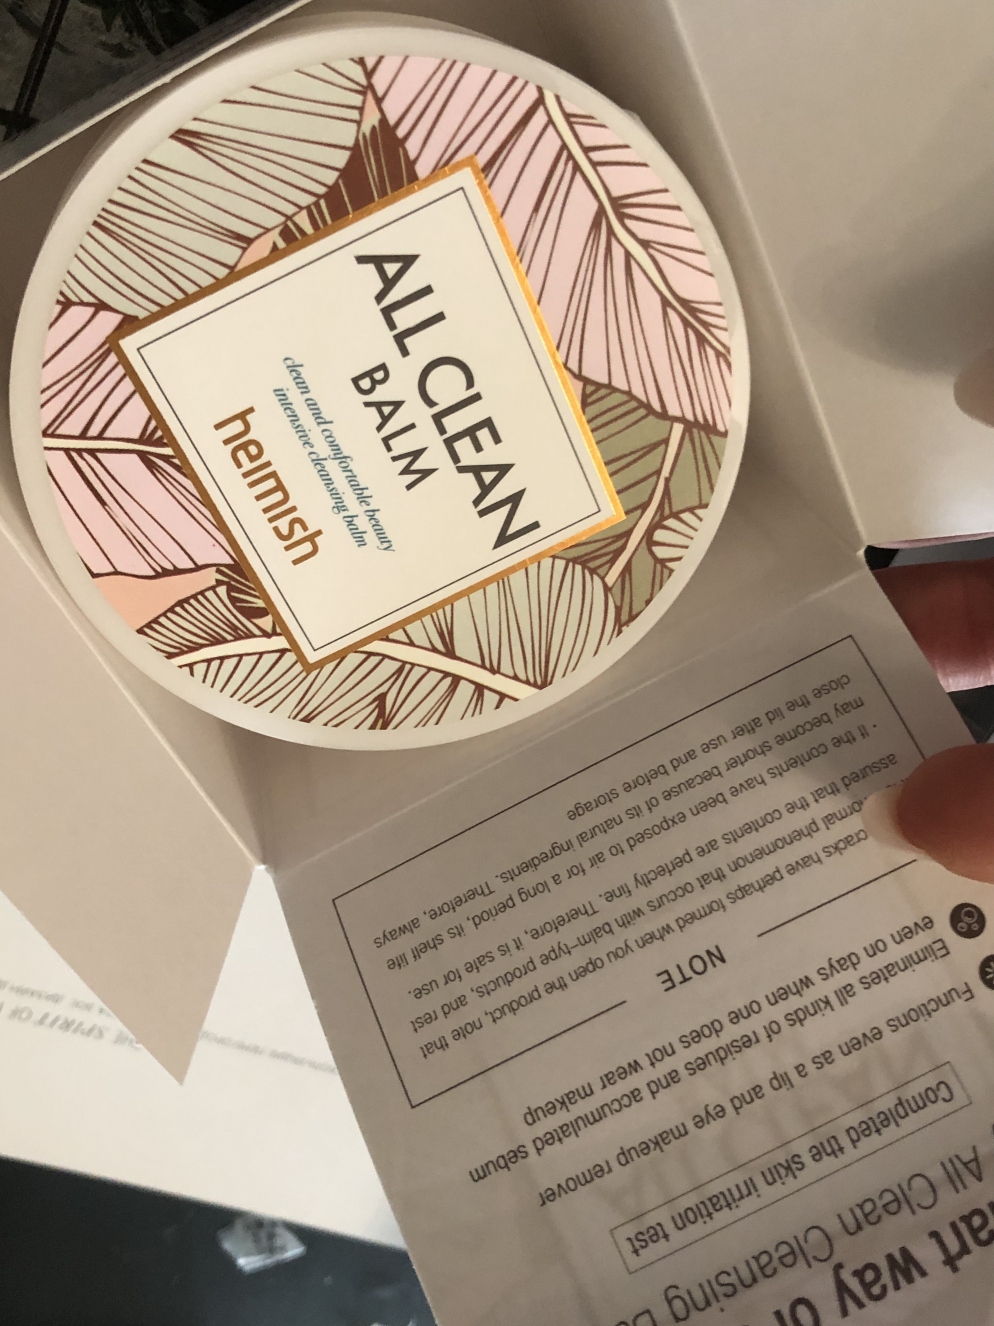 ALL CLEAN
BALM
clean and comfortable beauty
intensive cleansing balm
heimish
art way o
All Clean Cleansing
Completed the skin irritation test
Functions even as a lip and eye makeup remover
Eliminates all kinds of residues and accumulated sebum
even on days when one does not wear makeup
NOTE
cracks have perhaps formed when you open the product, note that
phenomenon that occurs with balm-type products, and rest
assured that the contents are perfectly fine. Therefore, it is safe for use.
· If the contents have been exposed to air for a long period, its shelf life
may become shorter because of its natural ingredients. Therefore, always
close the lid after use and before storage